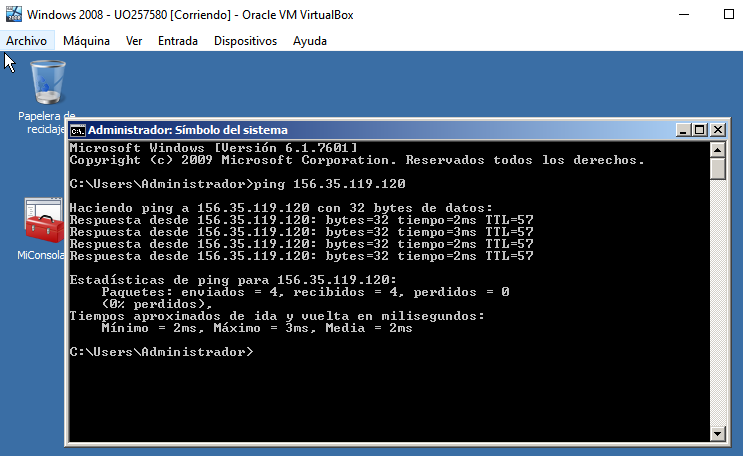 Windows 2008 - UO257580 [Corriendo] - Oracle VM VirtualBox
Archivo Máquina Ver Entrada Dispositivos Ayuda
Papelera de
reciclaje
MiConsola
Administrador: Símbolo del sistema
Microsoft Windows [Versión 6.1.7601]
Copyright (c) 2009 Microsoft Corporation. Reservados todos los derechos.
C:\Users\Administrador>ping 156.35.119.120
Haciendo ping a 156.35.119.120 con 32 bytes de datos:
Respuesta desde 156.35.119.120: bytes=32 tiempo=2ms TTL=57
Respuesta desde 156.35.119.120: bytes=32 tiempo=3ms TTL=57
Respuesta desde 156.35.119.120: bytes=32 tiempo=2ms TTL=57
Respuesta desde 156.35.119.120: bytes=32 tiempo=2ms TTL=57
Estadísticas de ping para 156.35.119.120:
Paquetes: enviados = 4, recibidos = 4, perdidos = 0
(0% perdidos),
Tiempos aproximados de ida y vuelta en milisegundos:
Mínimo = 2ms, Máximo = 3ms, Media = 2ms
C:\Users\Administrador>